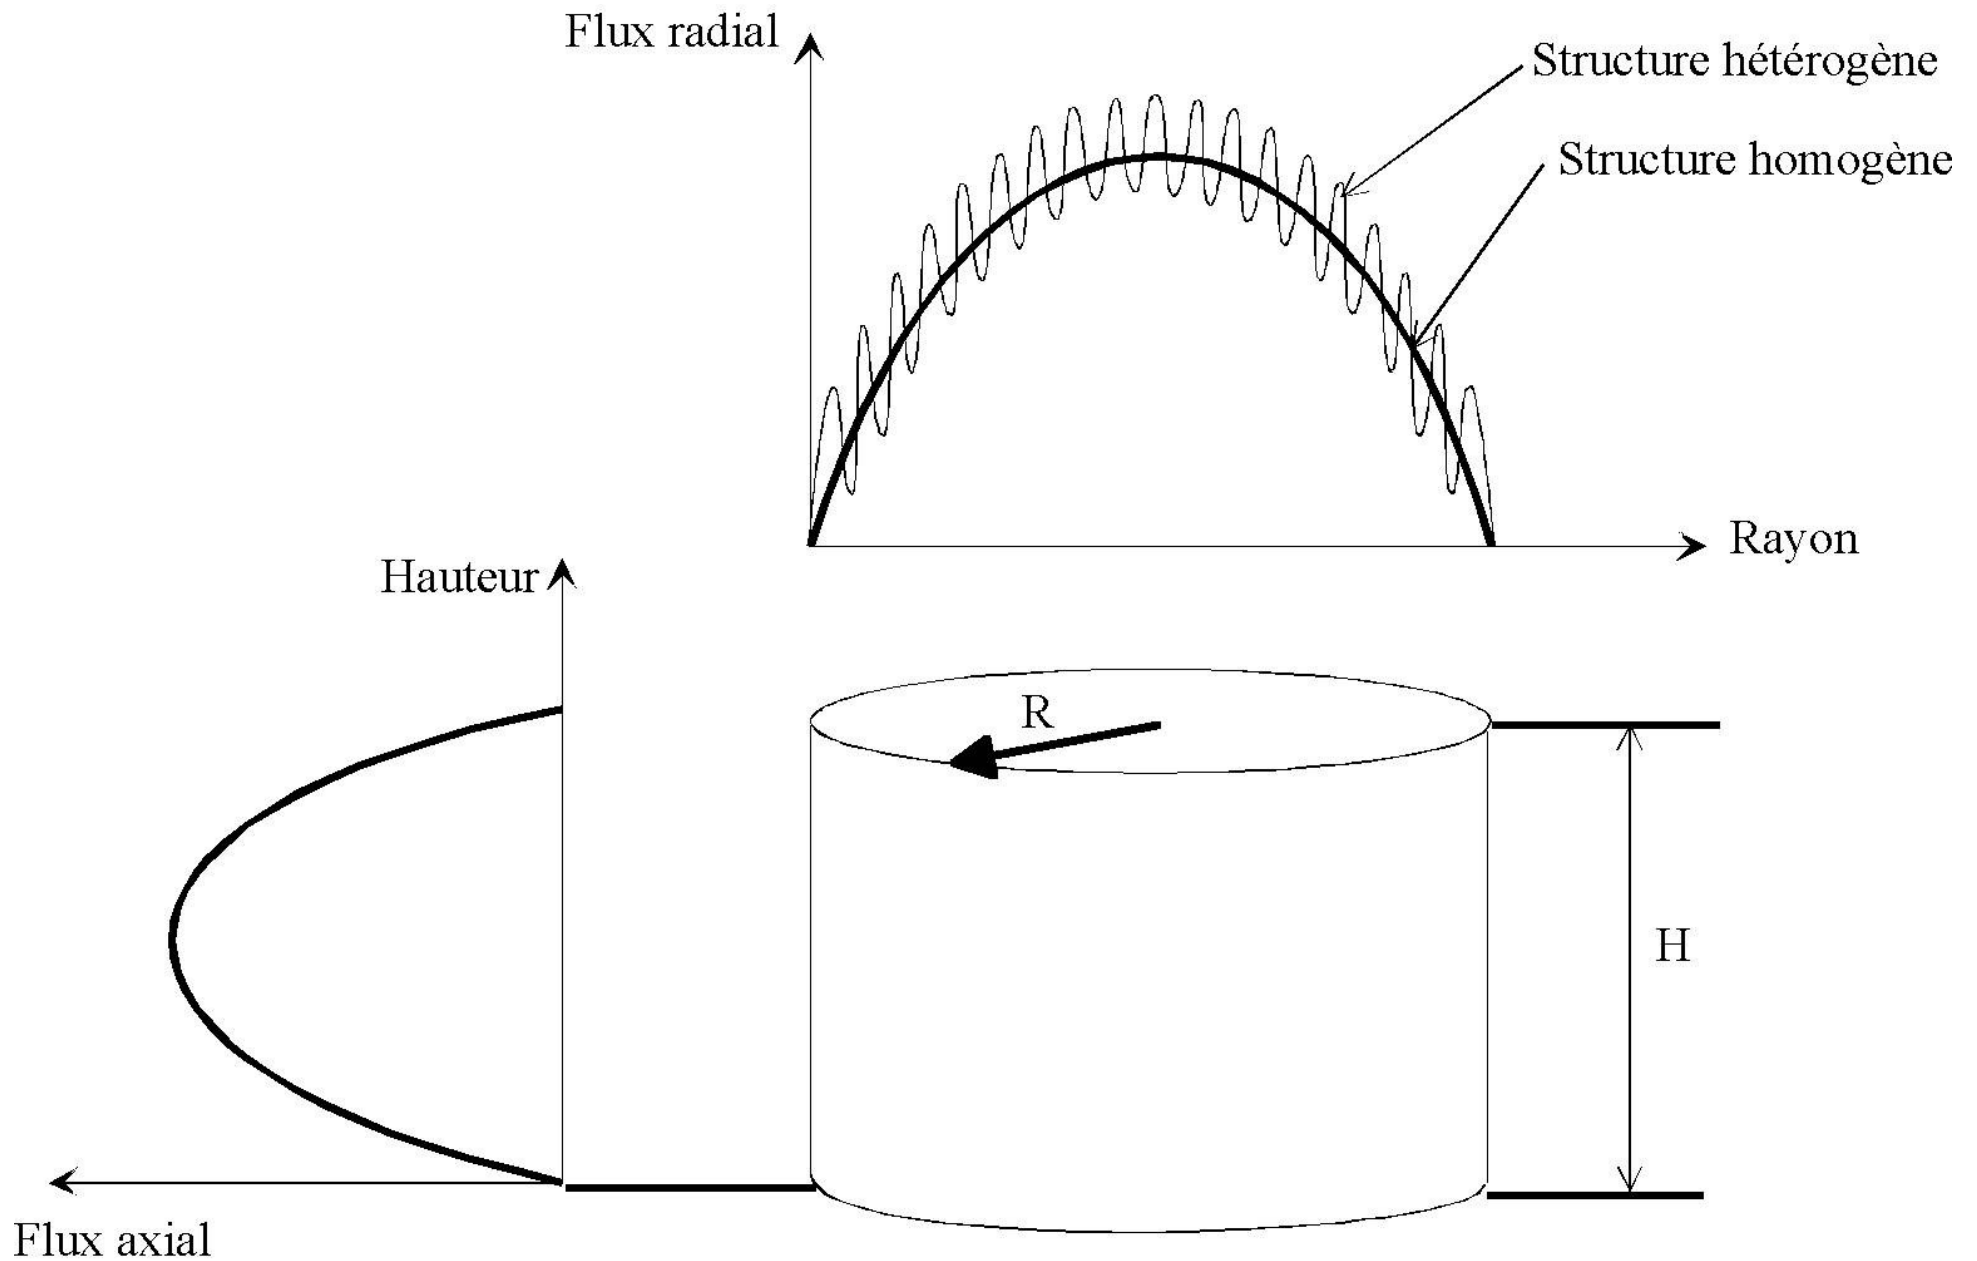 Flux radial
Structure hétérogène
Structure homogène
Rayon
Hauteur
R
H
Flux axial